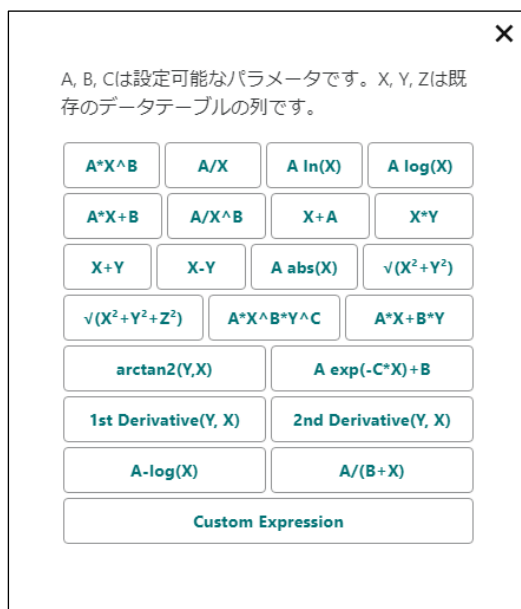 ×
A, B, Cは設定可能なパラメータです。X, Y, Zは既
存のデータテーブルの列です。
A*X^B A/X A ln(X) A log(X)
A*X+B A/X^B X+A X*Y
X+Y X-Y A abs(X) √(X²+Y²)
√(X²+Y²+Z²) A*X^B*Y^C A*X+B*Y
arctan2(Y,X) A exp(-C*X)+B
1st Derivative(Y, X) 2nd Derivative(Y, X)
A-log(X) A/(B+X)
Custom Expression